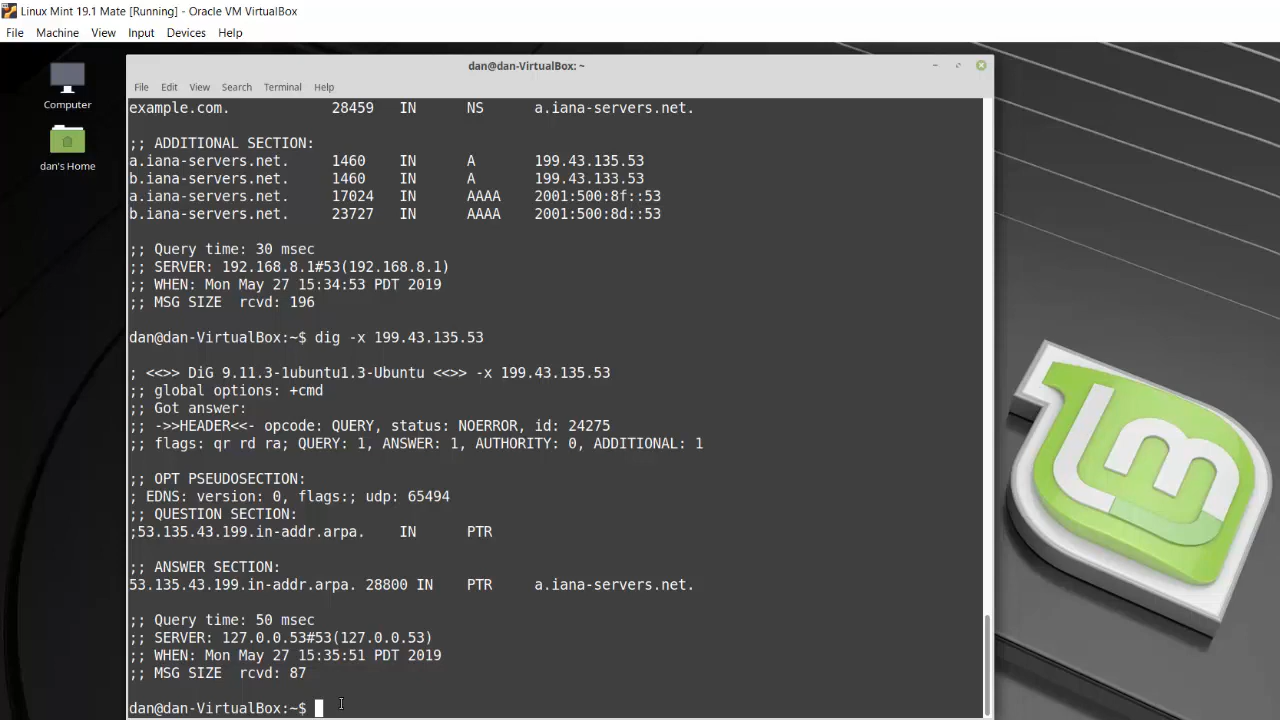 Linux Mint 19.1 Mate [Running] - Oracle VM VirtualBox
File Machine View Input Devices Help
Computer
dan's Home
dan@dan-VirtualBox: ~
File Edit View Search Terminal Help
example.com. 28459 IN NS a.iana-servers.net.
;; ADDITIONAL SECTION:
a.iana-servers.net. 1460 IN A 199.43.135.53
b.iana-servers.net. 1460 IN A 199.43.133.53
a.iana-servers.net. 17024 IN AAAA 2001:500:8f::53
b.iana-servers.net. 23727 IN AAAA 2001:500:8d::53
;; Query time: 30 msec
;; SERVER: 192.168.8.1#53(192.168.8.1)
;; WHEN: Mon May 27 15:34:53 PDT 2019
;; MSG SIZE rcvd: 196
dan@dan-VirtualBox:~$ dig -x 199.43.135.53
; <<>> DiG 9.11.3-1ubuntu1.3-Ubuntu <<>> -x 199.43.135.53
;; global options: +cmd
;; Got answer:
;; ->>HEADER<<- opcode: QUERY, status: NOERROR, id: 24275
;; flags: qr rd ra; QUERY: 1, ANSWER: 1, AUTHORITY: 0, ADDITIONAL: 1
;; OPT PSEUDOSECTION:
; EDNS: version: 0, flags:; udp: 65494
;; QUESTION SECTION:
;53.135.43.199.in-addr.arpa. IN PTR
;; ANSWER SECTION:
53.135.43.199.in-addr.arpa. 28800 IN PTR a.iana-servers.net.
;; Query time: 50 msec
;; SERVER: 127.0.0.53#53(127.0.0.53)
;; WHEN: Mon May 27 15:35:51 PDT 2019
;; MSG SIZE rcvd: 87
dan@dan-VirtualBox:~$